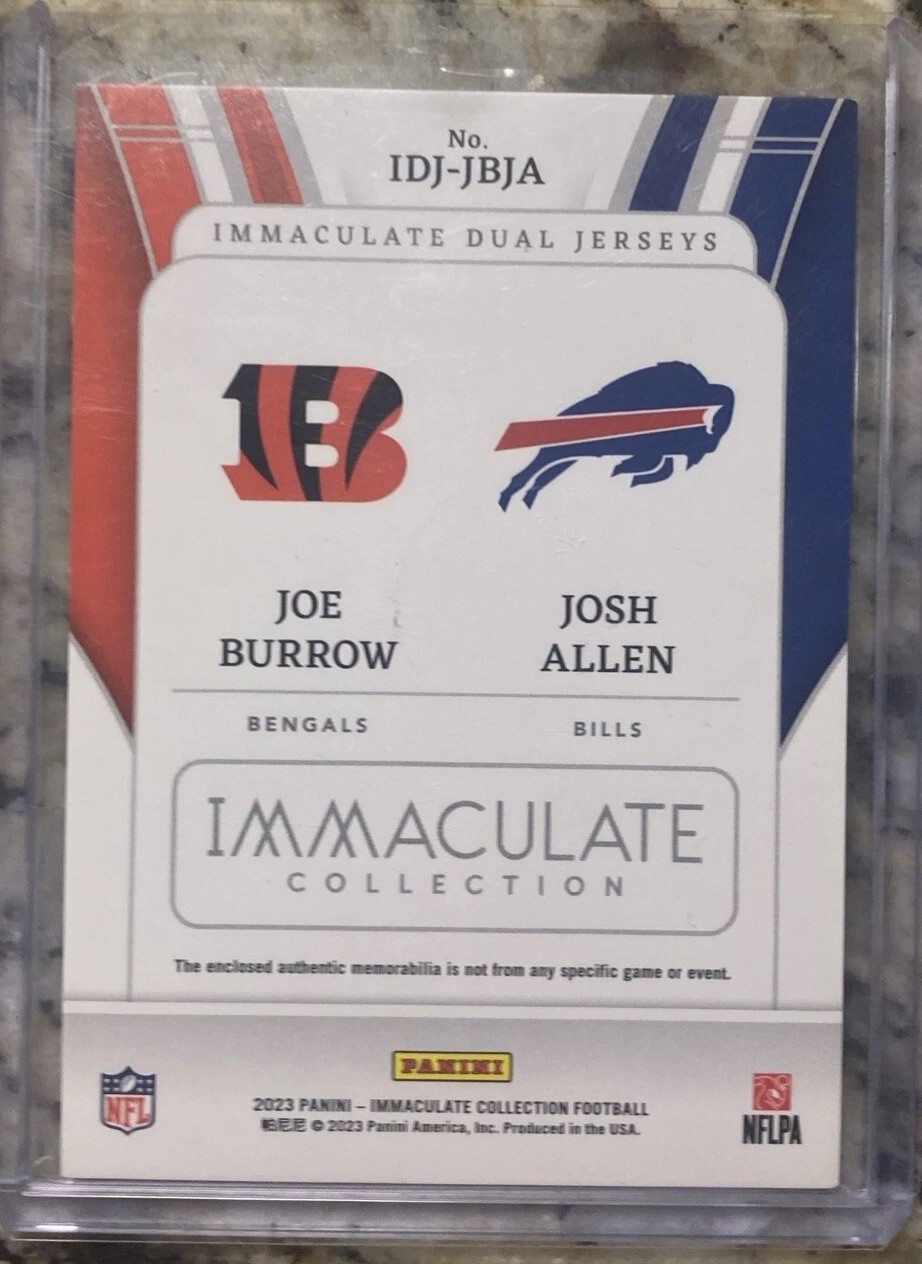 No.
IDJ-JBJA
IMMACULATE DUAL JERSEYS
B
JOE
BURROW
JOSH
ALLEN
BENGALS
BILLS
IMMACULATE
COLLECTION
The enclosed authentic memorabilia is not from any specific game or event.
PANINI
NFL
2023 PANINI – IMMACULATE COLLECTION FOOTBALL
帕尼尼 © 2023 Panini America, Inc. Produced in the USA.
NFLPA